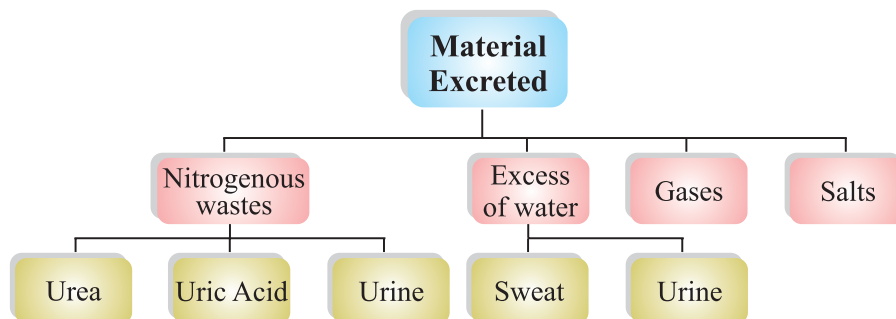 Material
Excreted
Nitrogenous
wastes
Excess
of water
Gases
Salts
Urea
Uric Acid
Urine
Sweat
Urine